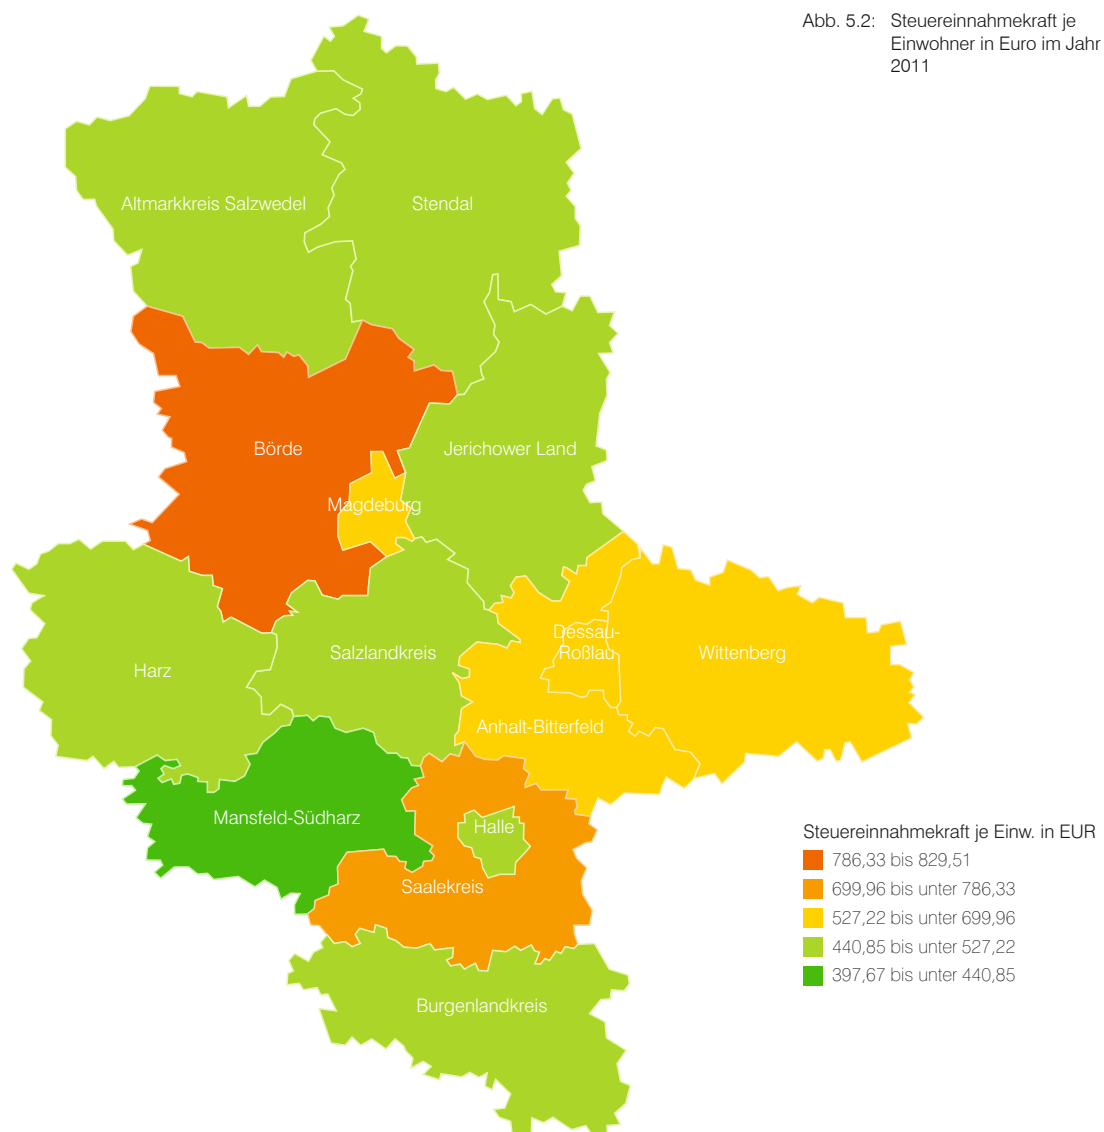 Abb. 5.2: Steuereinnahmekraft je
Einwohner in Euro im Jahr
2011
Altmarkkreis Salzwedel
Stendal
Börde
Jerichower Land
Magdeburg
Dessau-
Roßlau
Wittenberg
Salzlandkreis
Harz
Anhalt-Bitterfeld
Mansfeld-Südharz
Halle
Saalekreis
Burgenlandkreis
Steuereinnahmekraft je Einw. in EUR
786,33 bis 829,51
699,96 bis unter 786,33
527,22 bis unter 699,96
440,85 bis unter 527,22
397,67 bis unter 440,85